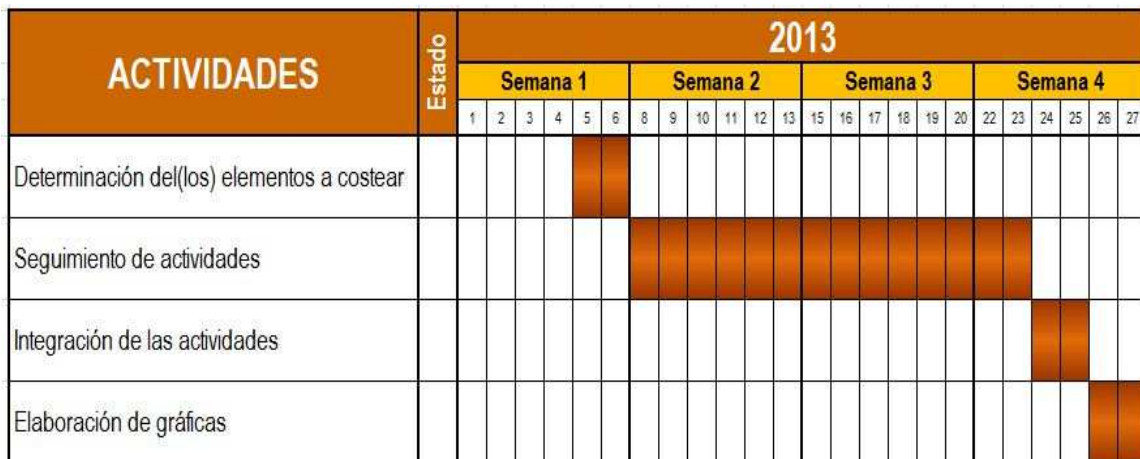 ACTIVIDADES
Estado
2013
Semana 1 Semana 2 Semana 3 Semana 4
1 2 3 4 5 6 8 9 10 11 12 13 15 16 17 18 19 20 22 23 24 25 26 27
Determinación del(los) elementos a costear
Seguimiento de actividades
Integración de las actividades
Elaboración de gráficas